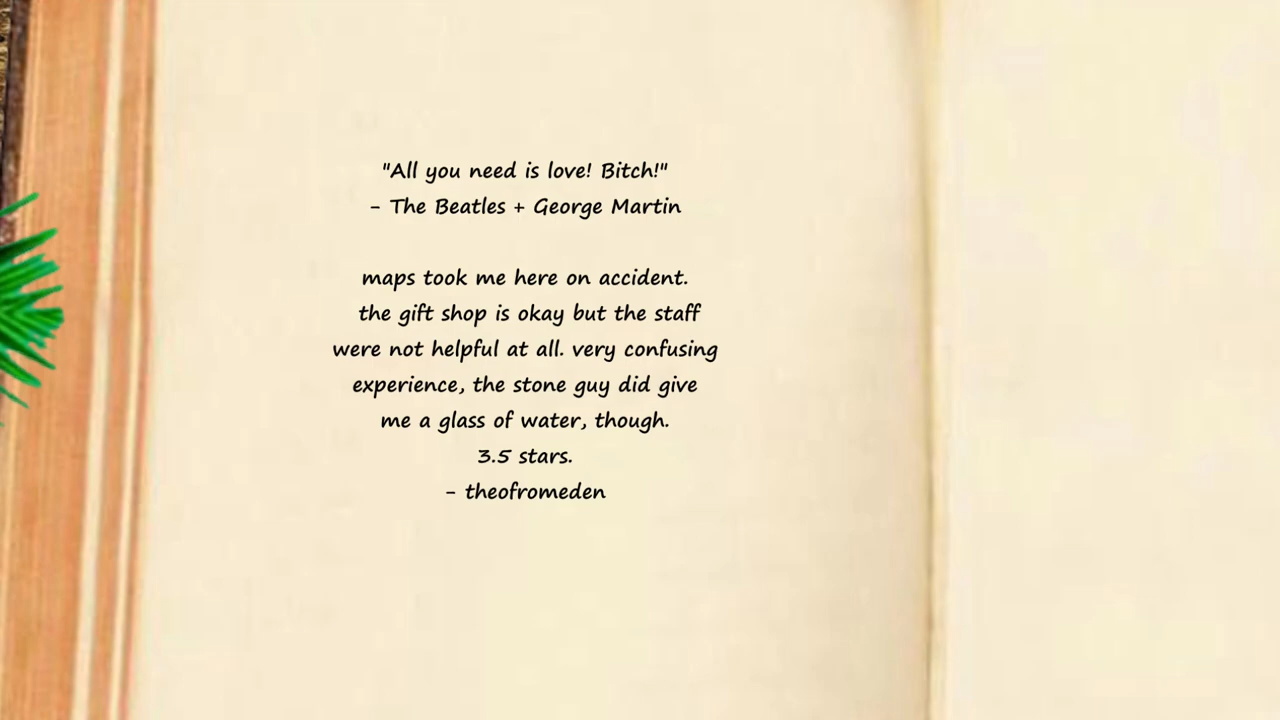 "All you need is love! Bitch!"
- The Beatles + George Martin
maps took me here on accident.
the gift shop is okay but the staff
were not helpful at all. very confusing
experience, the stone guy did give
me a glass of water, though.
3.5 stars.
- theofromeden